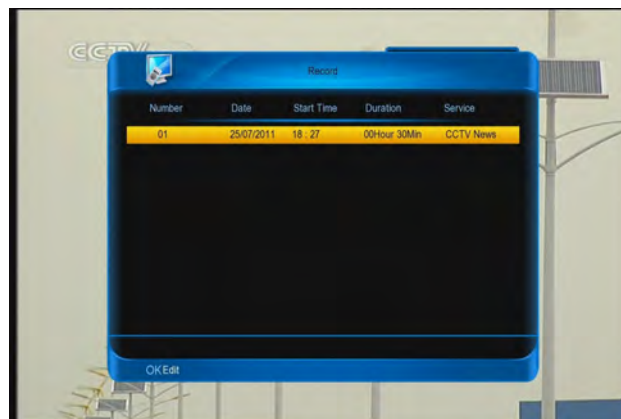 CCTV
Record
Number Date Start Time Duration Service
01 25/07/2011 18 : 27 00Hour 30Min CCTV News
OK Edit